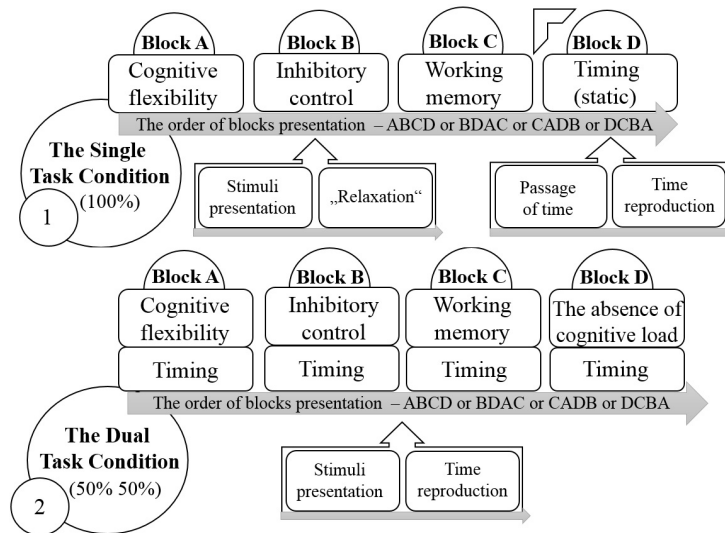 Block A
Block B
Block C
Block D
Cognitive
flexibility
Inhibitory
control
Working
memory
Timing
(static)
The order of blocks presentation – ABCD or BDAC or CADB or DCBA
The Single
Task Condition
(100%)
1
Stimuli
presentation
„Relaxation“
Passage
of time
Time
reproduction
Block A
Block B
Block C
Block D
Cognitive
flexibility
Inhibitory
control
Working
memory
The absence of
cognitive load
Timing
Timing
Timing
Timing
The order of blocks presentation – ABCD or BDAC or CADB or DCBA
The Dual
Task Condition
(50% 50%)
2
Stimuli
presentation
Time
reproduction